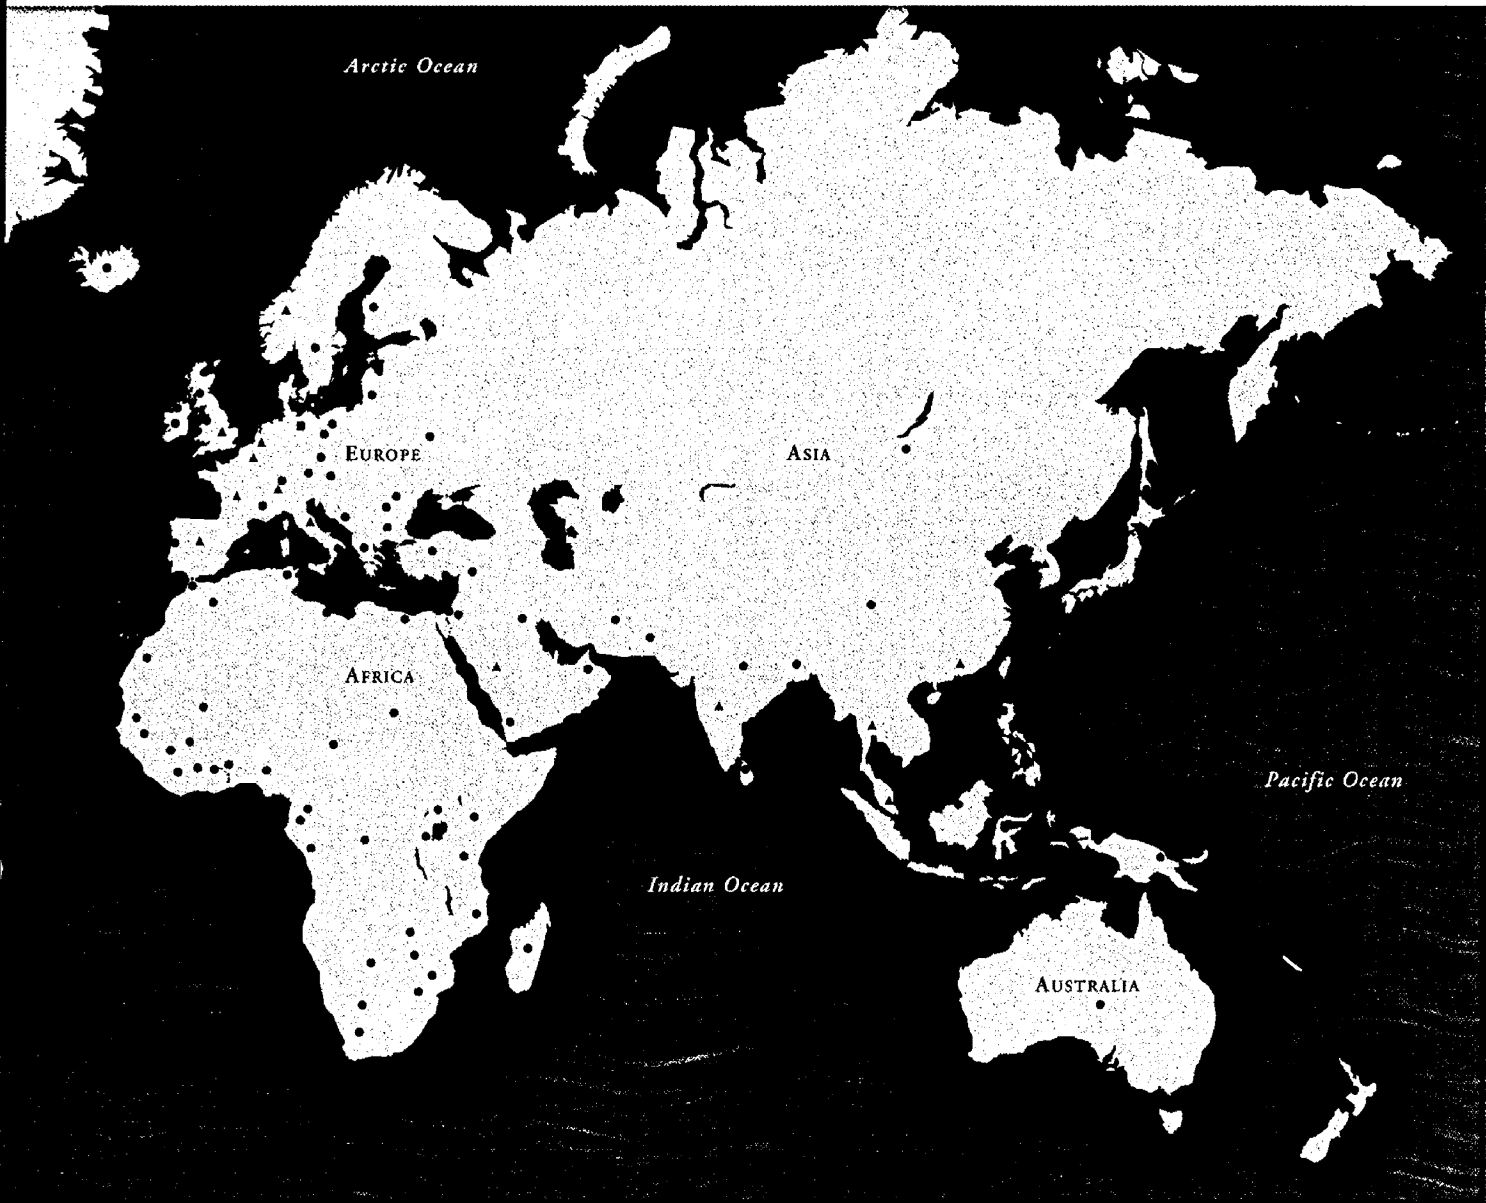 Arctic Ocean
EUROPE
ASIA
AFRICA
Pacific Ocean
Indian Ocean
AUSTRALIA